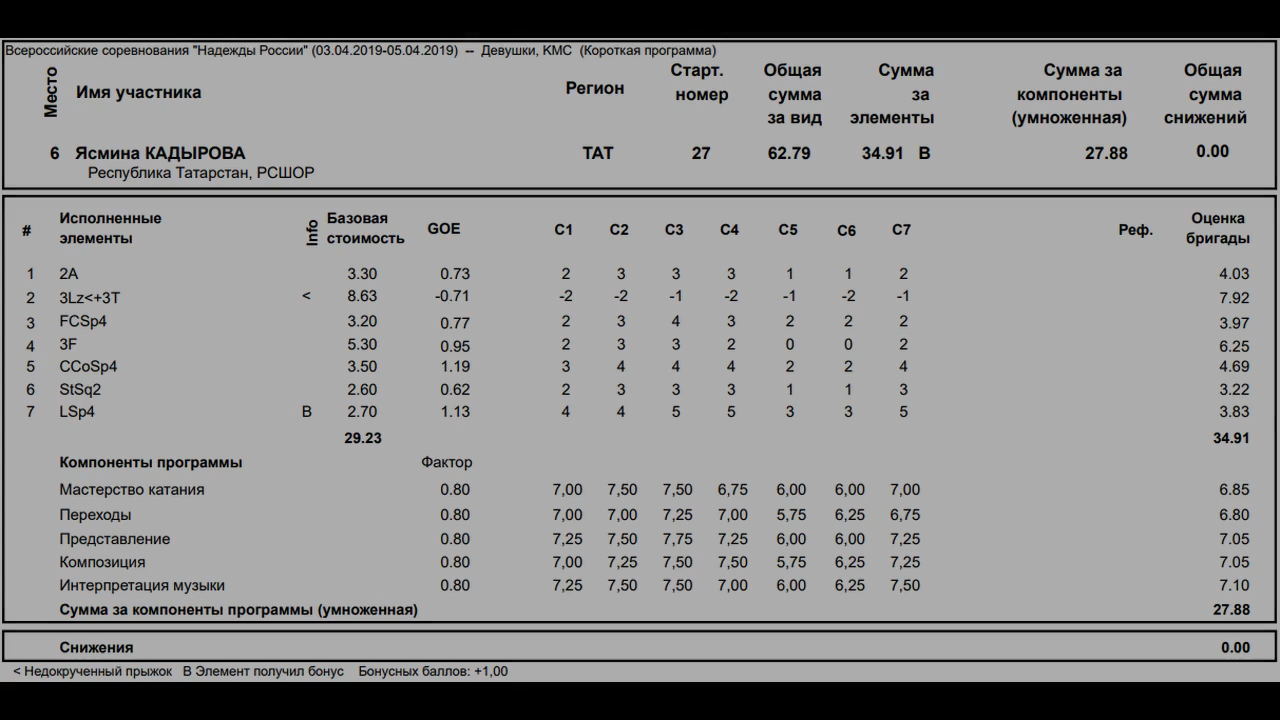 Всероссийские соревнования "Надежды России" (03.04.2019-05.04.2019) -- Девушки, КМС (Короткая программа)
Место Имя участника Регион Старт. номер Общая сумма за вид Сумма за элементы Сумма за компоненты (умноженная) Общая сумма снижений
6 Ясмина КАДЫРОВА ТАТ 27 62.79 34.91 B 27.88 0.00
Республика Татарстан, РСШОР
# Исполненные элементы Info Базовая стоимость GOE C1 C2 C3 C4 C5 C6 C7 Реф. Оценка бригады
1 2A 3.30 0.73 2 3 3 3 1 1 2 4.03
2 3Lz<+3T < 8.63 -0.71 -2 -2 -1 -2 -1 -2 -1 7.92
3 FCSp4 3.20 0.77 2 3 4 3 2 2 2 3.97
4 3F 5.30 0.95 2 3 3 2 0 0 2 6.25
5 CCoSp4 3.50 1.19 3 4 4 4 2 2 4 4.69
6 StSq2 2.60 0.62 2 3 3 3 1 1 3 3.22
7 LSp4 B 2.70 1.13 4 4 5 5 3 3 5 3.83
29.23 34.91
Компоненты программы Фактор
Мастерство катания 0.80 7,00 7,50 7,50 6,75 6,00 6,00 7,00 6.85
Переходы 0.80 7,00 7,00 7,25 7,00 5,75 6,25 6,75 6.80
Представление 0.80 7,25 7,50 7,75 7,25 6,00 6,00 7,25 7.05
Композиция 0.80 7,00 7,25 7,50 7,50 5,75 6,25 7,25 7.05
Интерпретация музыки 0.80 7,25 7,50 7,50 7,00 6,00 6,25 7,50 7.10
Сумма за компоненты программы (умноженная) 27.88
Снижения 0.00
< Недокрученный прыжок В Элемент получил бонус Бонусных баллов: +1,00